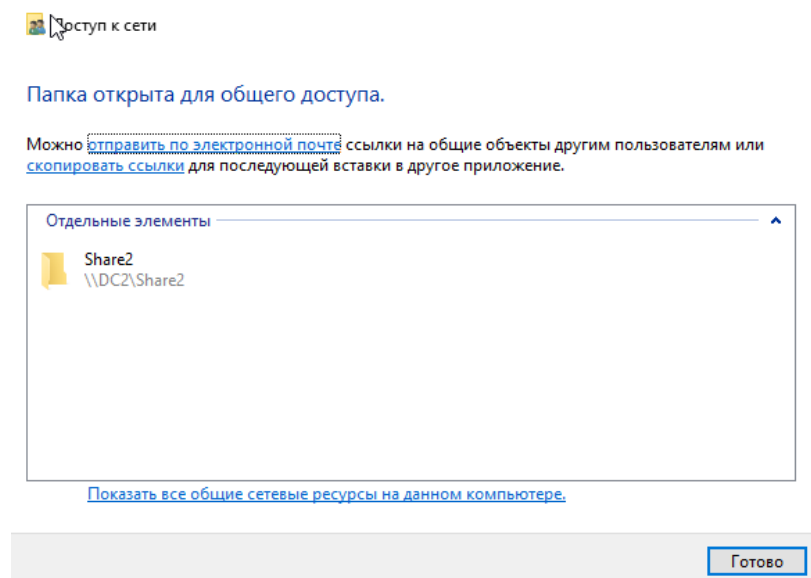 Доступ к сети
Папка открыта для общего доступа.
Можно отправить по электронной почте ссылки на общие объекты другим пользователям или
скопировать ссылки для последующей вставки в другое приложение.
Отдельные элементы
Share2
\\DC2\Share2
Показать все общие сетевые ресурсы на данном компьютере.
Готово